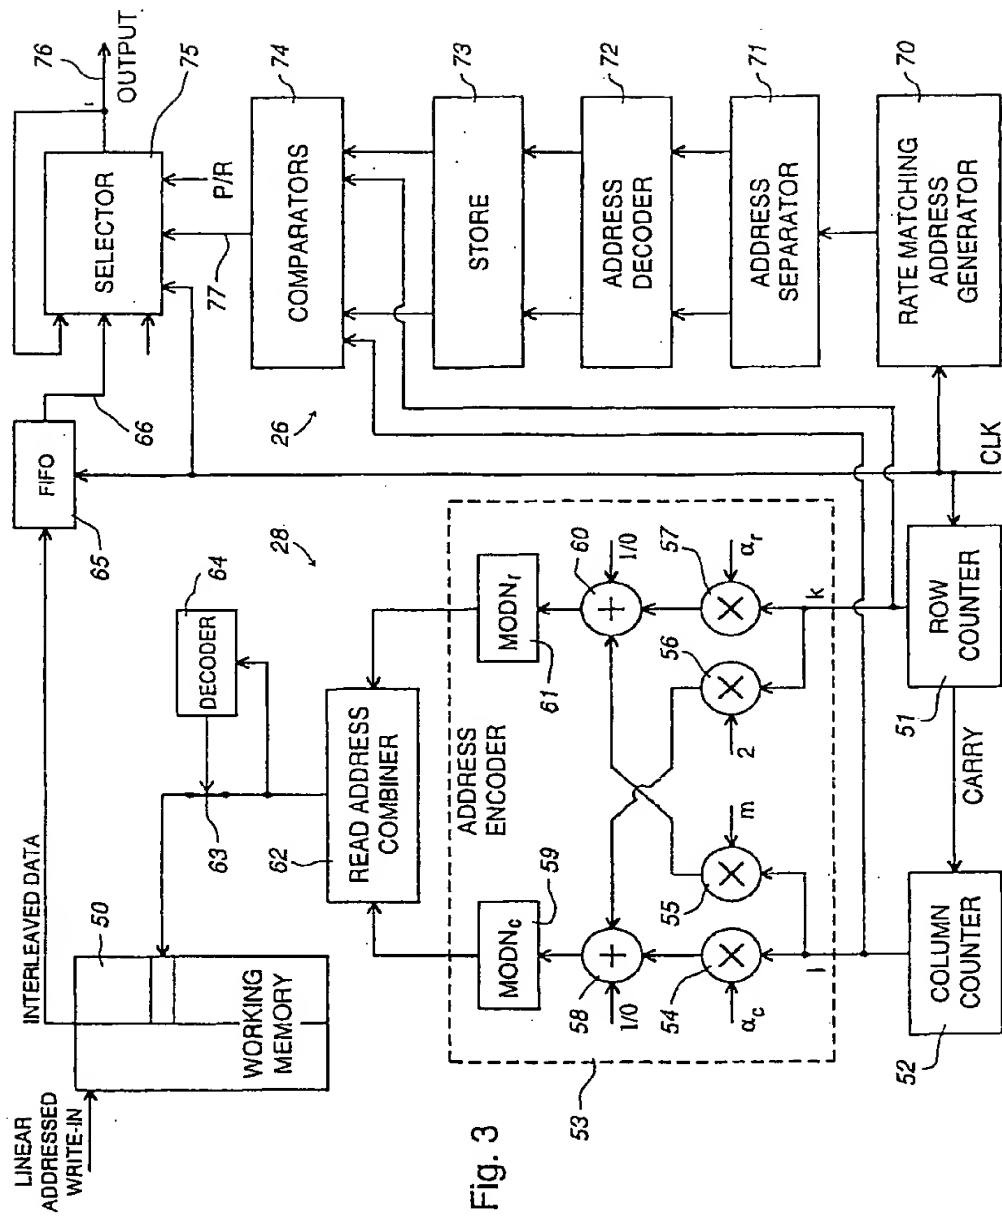 LINEAR
ADDRESSED
WRITE-IN
INTERLEAVED DATA
50
WORKING
MEMORY
FIFO
65
66
76
OUTPUT
75
SELECTOR
P/R
77
64
DECODER
63
62
READ ADDRESS
COMBINER
28
26
COMPARATORS
74
STORE
73
ADDRESS
DECODER
72
ADDRESS
SEPARATOR
71
RATE MATCHING
ADDRESS
GENERATOR
70
CLK
ADDRESS
ENCODER
53
MODNc
59
MODNr
61
58
1/0
60
1/0
54
αc
55
m
56
2
57
αr
l
k
COLUMN
COUNTER
52
CARRY
ROW
COUNTER
51
Fig. 3